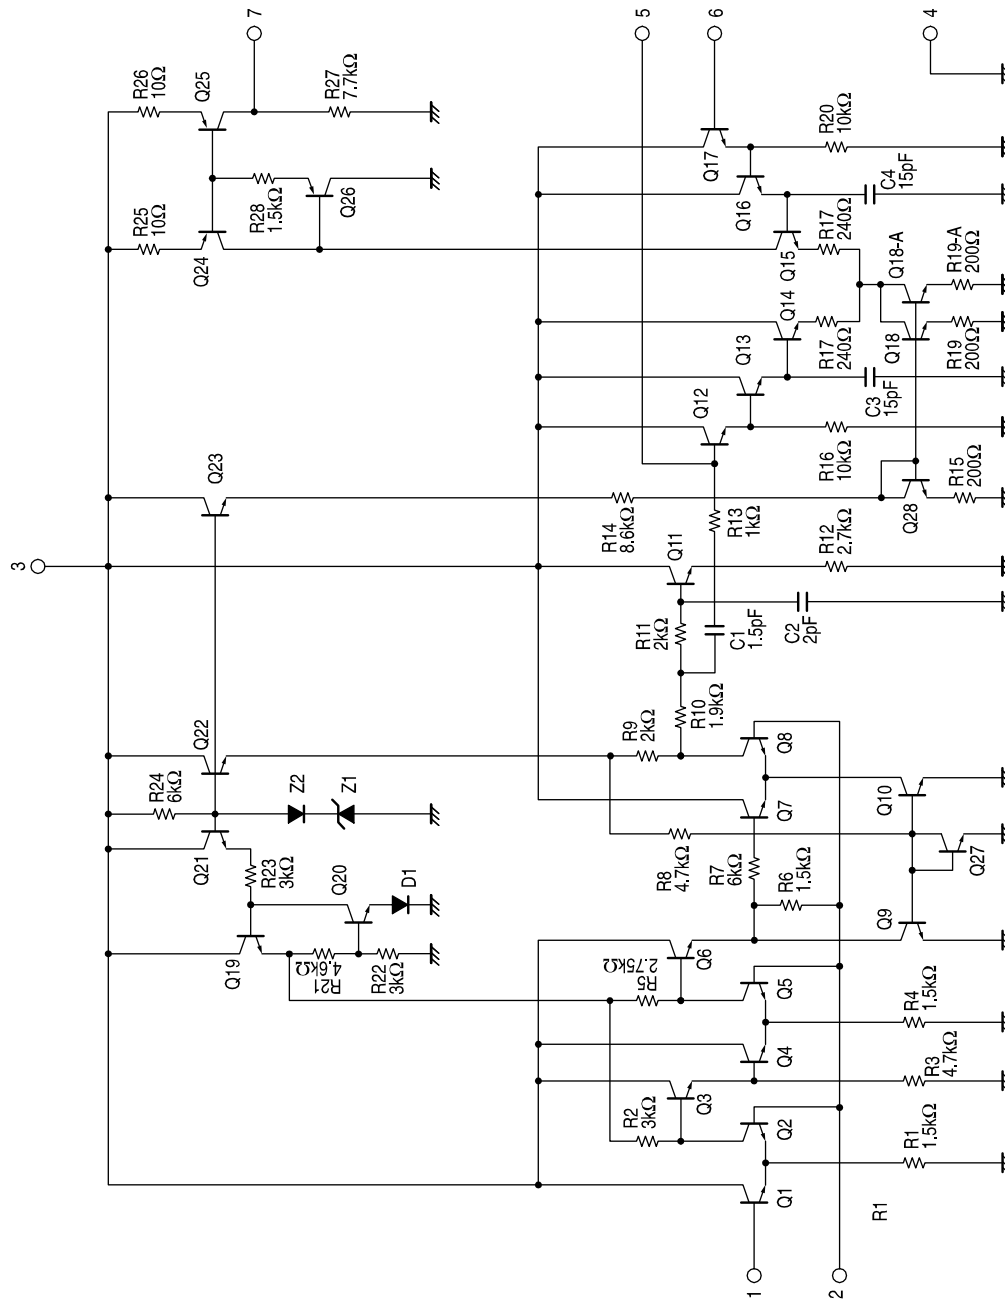 3
R24
6kΩ
R25
10Ω
R26
10Ω
Q19
Q21
Q22
Q23
Q24
Q25
R23
3kΩ
Q20
Z2
R28
1.5kΩ
7
R21
4.6kΩ
R22
3kΩ
D1
Z1
Q26
R27
7.7kΩ
R2
3kΩ
R5
2.75kΩ
R8
4.7kΩ
R9
2kΩ
R11
2kΩ
R14
8.6kΩ
5
Q3
Q6
R7
6kΩ
R10
1.9kΩ
Q11
Q12
Q17
6
1
Q1
Q2
Q4
Q5
R6
1.5kΩ
Q7
Q8
C1
1.5pF
R13
1kΩ
Q13
Q14
Q15
Q16
2
C2
2pF
R12
2.7kΩ
R16
10kΩ
R17
240Ω
R17
240Ω
R20
10kΩ
C3
15pF
C4
15pF
R1
R1
1.5kΩ
R3
4.7kΩ
R4
1.5kΩ
Q9
Q10
Q27
Q28
Q18
Q18-A
4
R15
200Ω
R19
200Ω
R19-A
200Ω